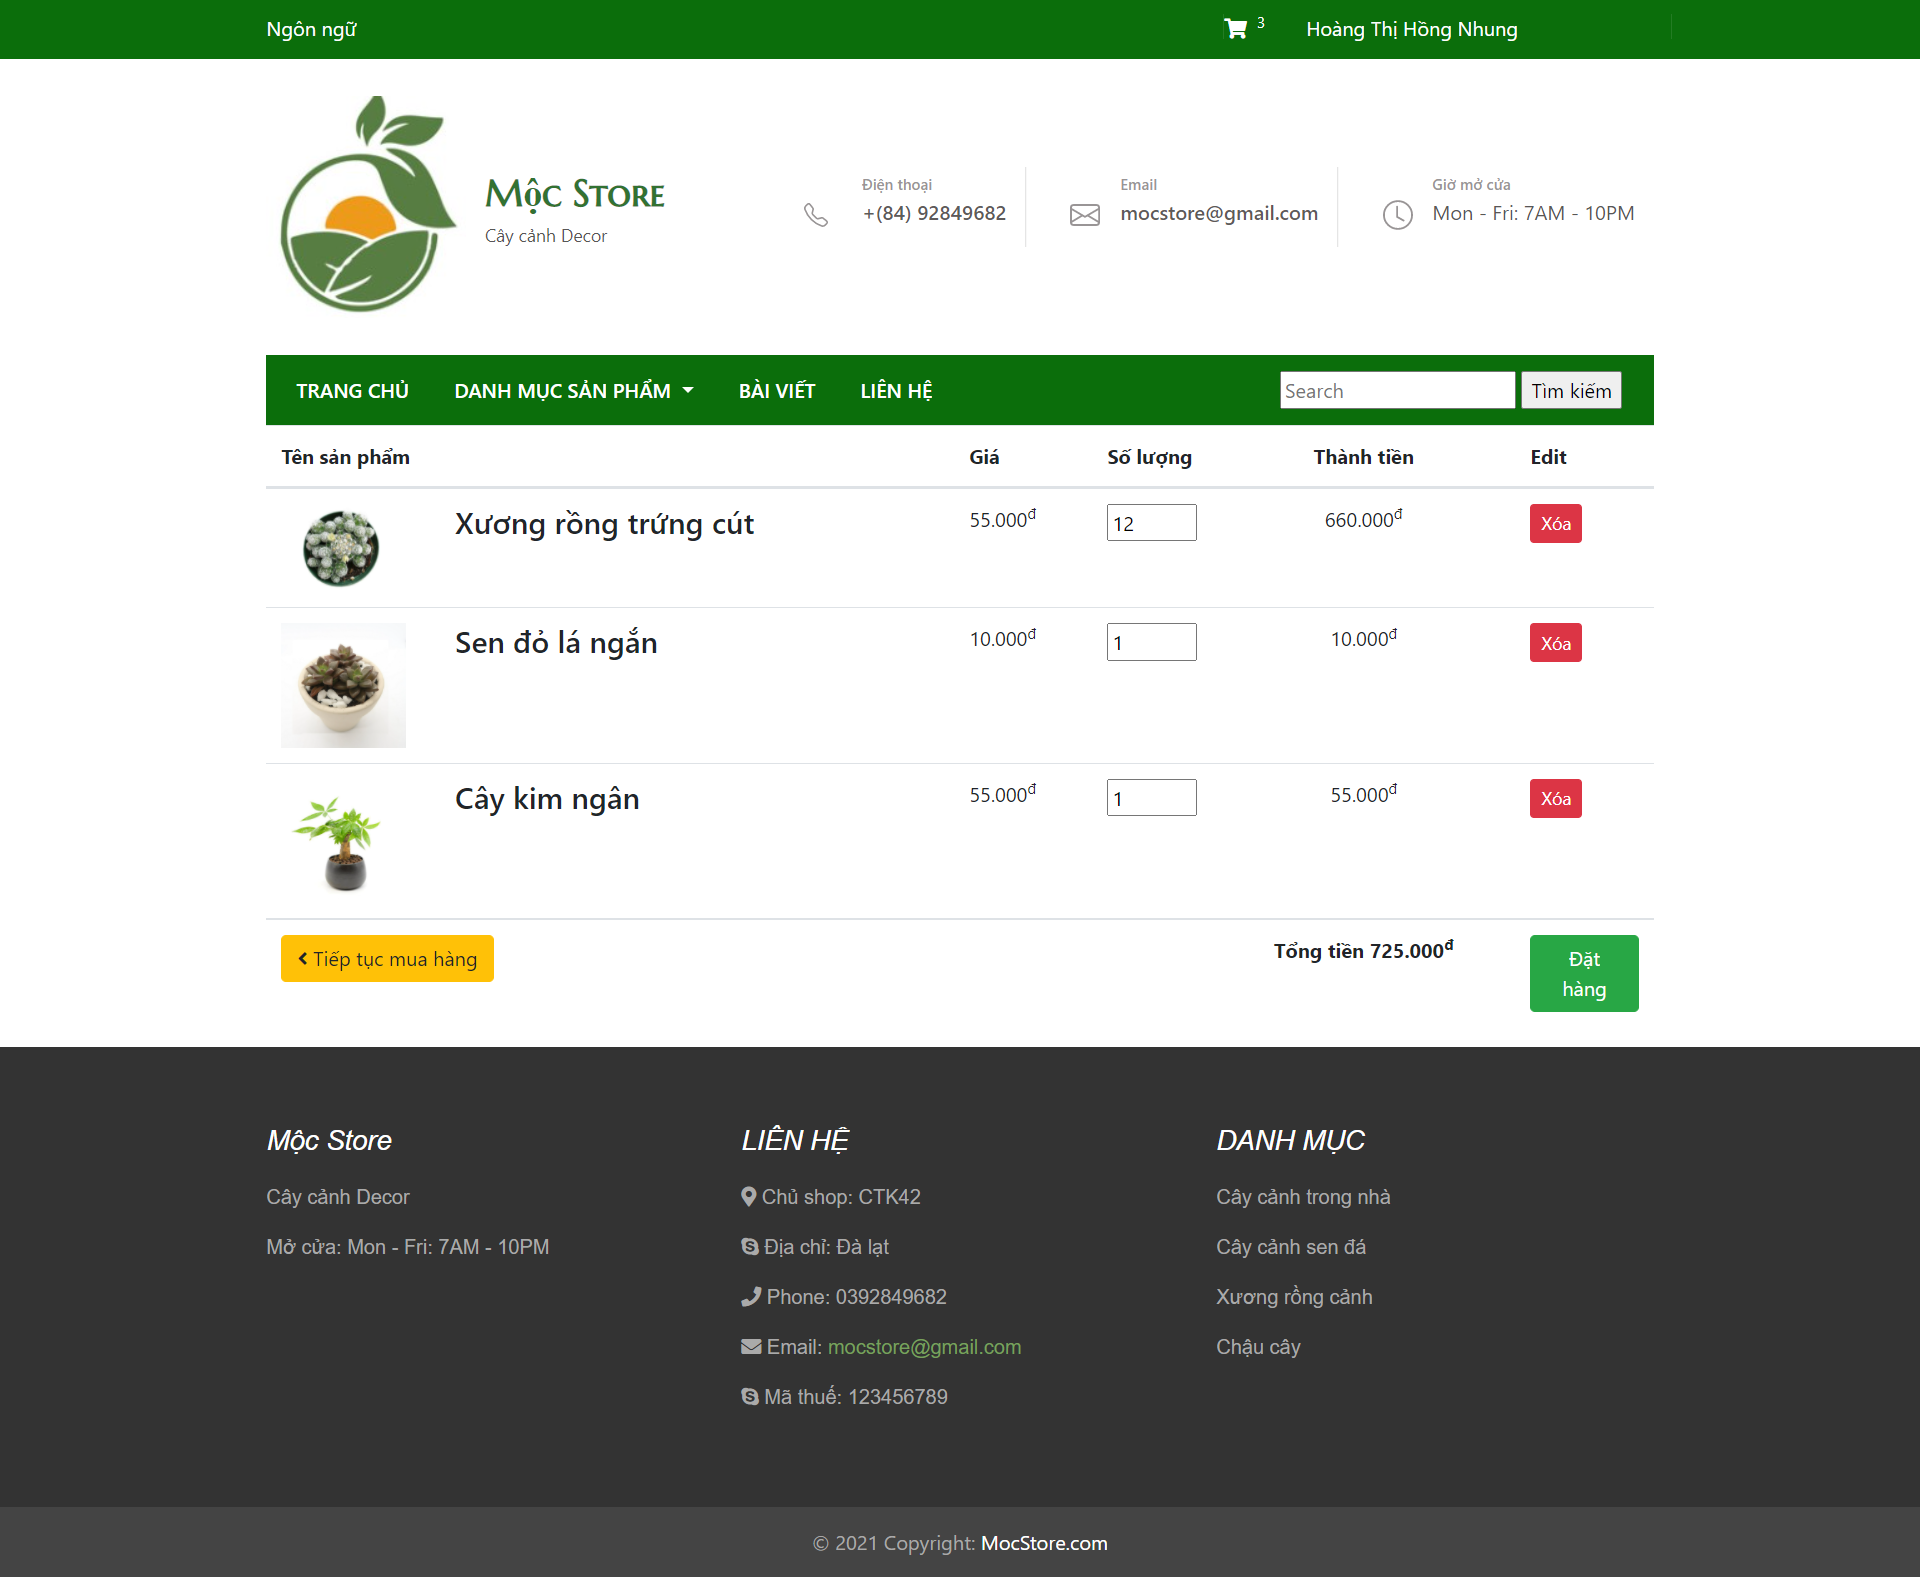 Ngôn ngữ
3
Hoàng Thị Hồng Nhung
Mộc Store
Cây cảnh Decor
Điện thoại
+(84) 92849682
Email
mocstore@gmail.com
Giờ mở cửa
Mon - Fri: 7AM - 10PM
TRANG CHỦ DANH MỤC SẢN PHẨM BÀI VIẾT LIÊN HỆ Search Tìm kiếm
Tên sản phẩm Giá Số lượng Thành tiền Edit
Xương rồng trứng cút 55.000đ 12 660.000đ Xóa
Sen đỏ lá ngắn 10.000đ 1 10.000đ Xóa
Cây kim ngân 55.000đ 1 55.000đ Xóa
Tiếp tục mua hàng Tổng tiền 725.000đ Đặt
hàng
Mộc Store
Cây cảnh Decor
Mở cửa: Mon - Fri: 7AM - 10PM
LIÊN HỆ
Chủ shop: CTK42
Địa chỉ: Đà lạt
Phone: 0392849682
Email: mocstore@gmail.com
Mã thuế: 123456789
DANH MỤC
Cây cảnh trong nhà
Cây cảnh sen đá
Xương rồng cảnh
Chậu cây
© 2021 Copyright: MocStore.com